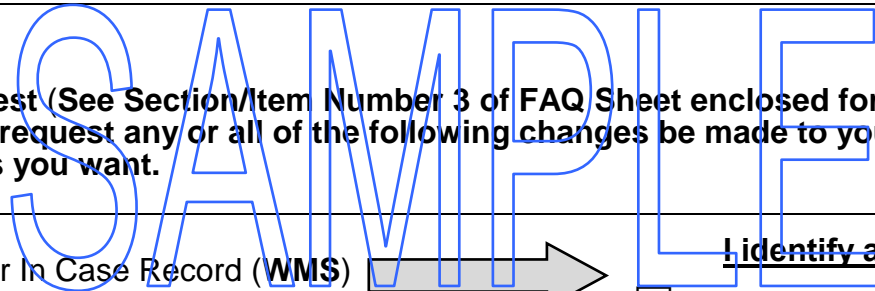 SAMPLE
est (See Section/Item Number 3 of FAQ Sheet enclosed for
request any or all of the following changes be made to you
s you want.
r In Case Record (WMS)
I identify a